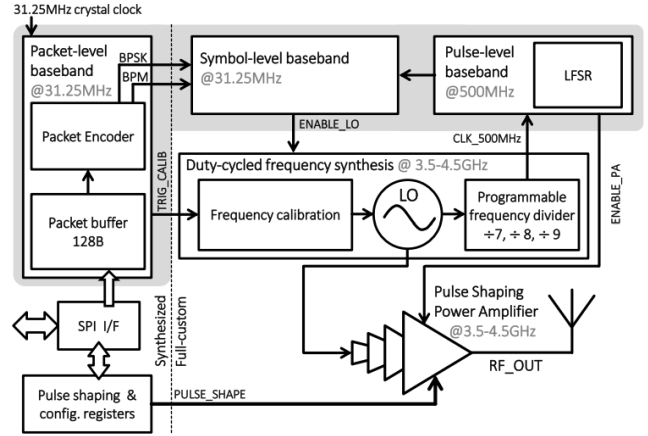 31.25MHz crystal clock
Packet-level
baseband
@31.25MHz
BPSK
BPM
Symbol-level baseband
@31.25MHz
Pulse-level
baseband
@500MHz
LFSR
Packet Encoder
Packet buffer
128B
TRIG_CALIB
ENABLE_LO
CLK_500MHz
ENABLE_PA
Duty-cycled frequency synthesis @ 3.5-4.5GHz
Frequency calibration
LO
Programmable
frequency divider
÷7, ÷ 8, ÷ 9
SPI I/F
Synthesized
Full-custom
Pulse Shaping
Power Amplifier
@3.5-4.5GHz
RF_OUT
Pulse shaping &
config. registers
PULSE_SHAPE